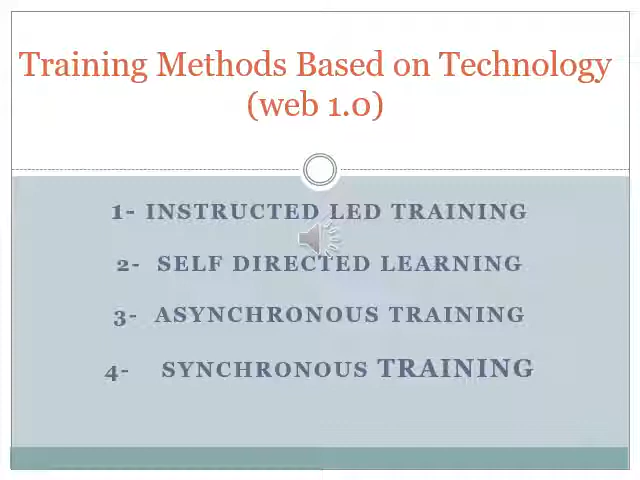 Training Methods Based on Technology
(web 1.0)
1- INSTRUCTED LED TRAINING
2- SELF DIRECTED LEARNING
3- ASYNCHRONOUS TRAINING
4- SYNCHRONOUS TRAINING